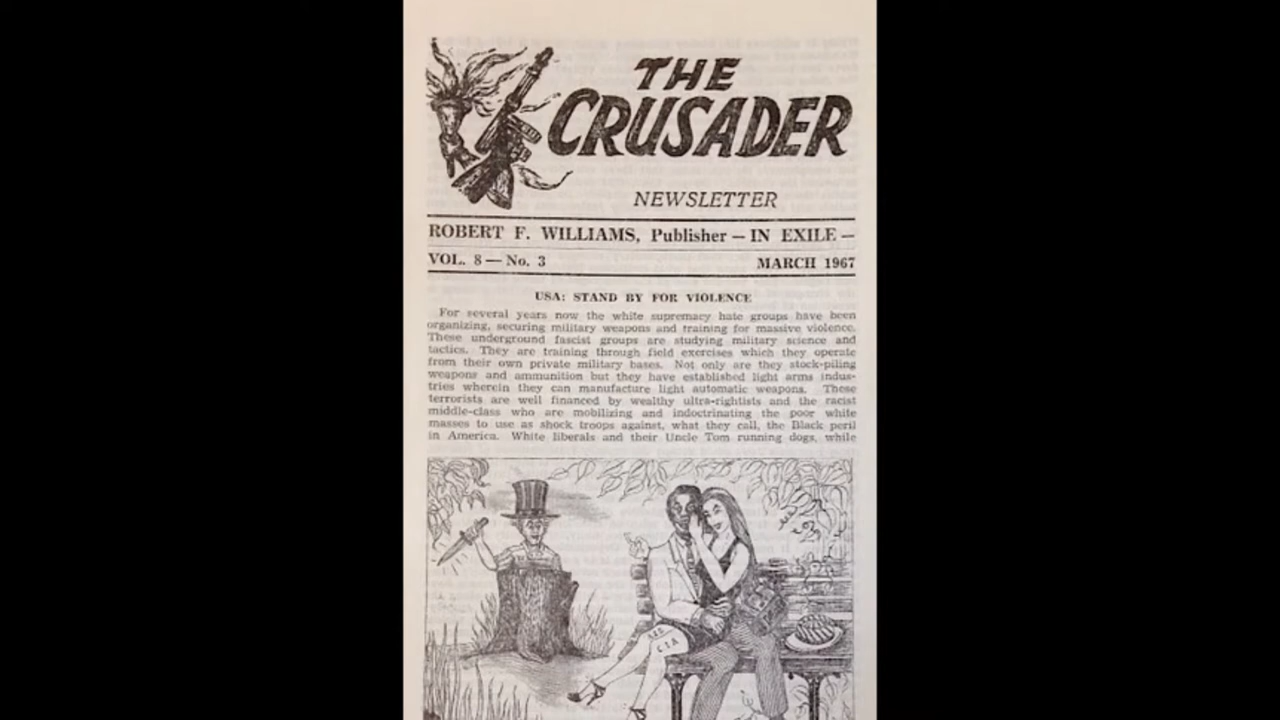 THE
CRUSADER
NEWSLETTER
ROBERT F. WILLIAMS, Publisher — IN EXILE —
VOL. 8 — No. 3 MARCH 1967
USA: STAND BY FOR VIOLENCE
For several years now the white supremacy hate groups have been
organizing, securing military weapons and training for massive violence.
These underground fascist groups are studying military science and
tactics. They are training through field exercises which they operate
from their own private military bases. Not only are they stock-piling
weapons and ammunition but they have established light arms indus-
tries wherein they can manufacture light automatic weapons. These
terrorists are well financed by wealthy ultra-rightists and the racist
middle-class who are mobilizing and indoctrinating the poor white
masses to use as shock troops against, what they call, the Black peril
in America. White liberals and their Uncle Tom running dogs, while
C.I.A